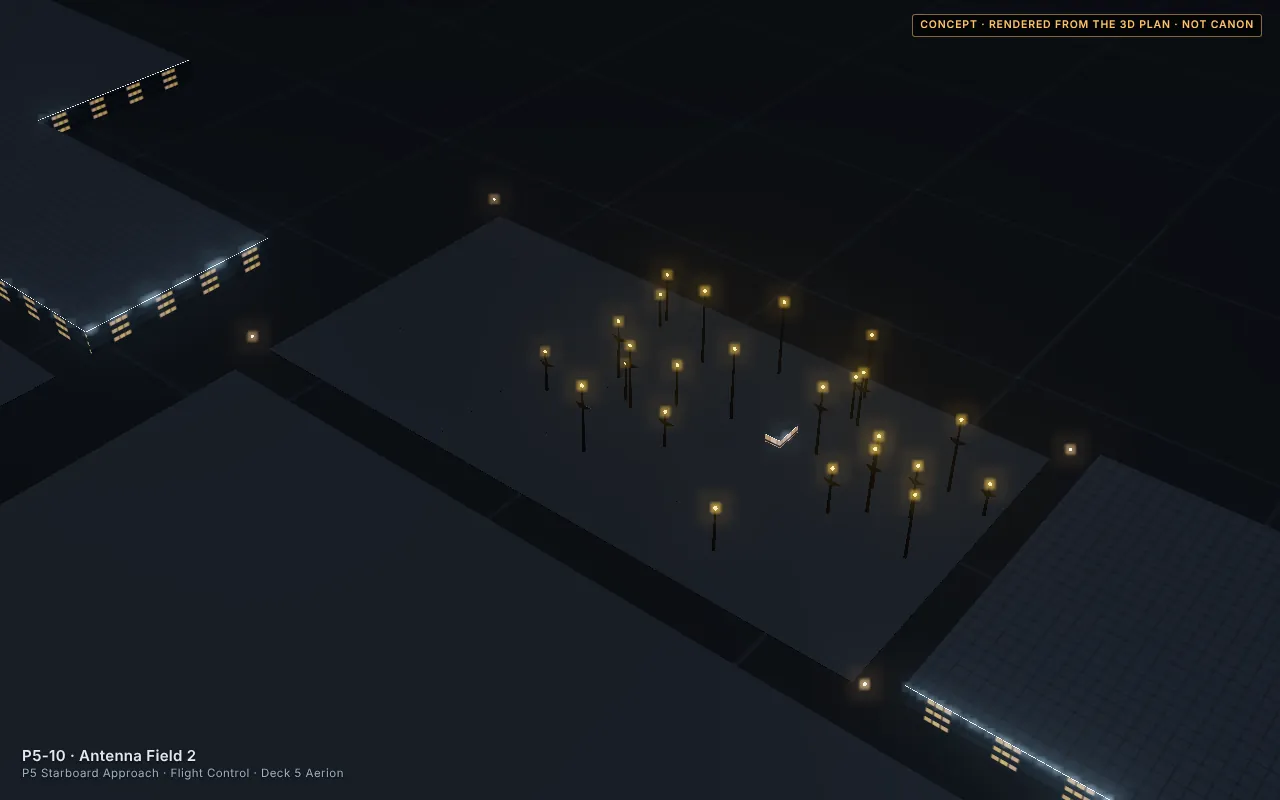 CONCEPT · RENDERED FROM THE 3D PLAN · NOT CANON
P5-10 · Antenna Field 2
P5 Starboard Approach · Flight Control · Deck 5 Aerion